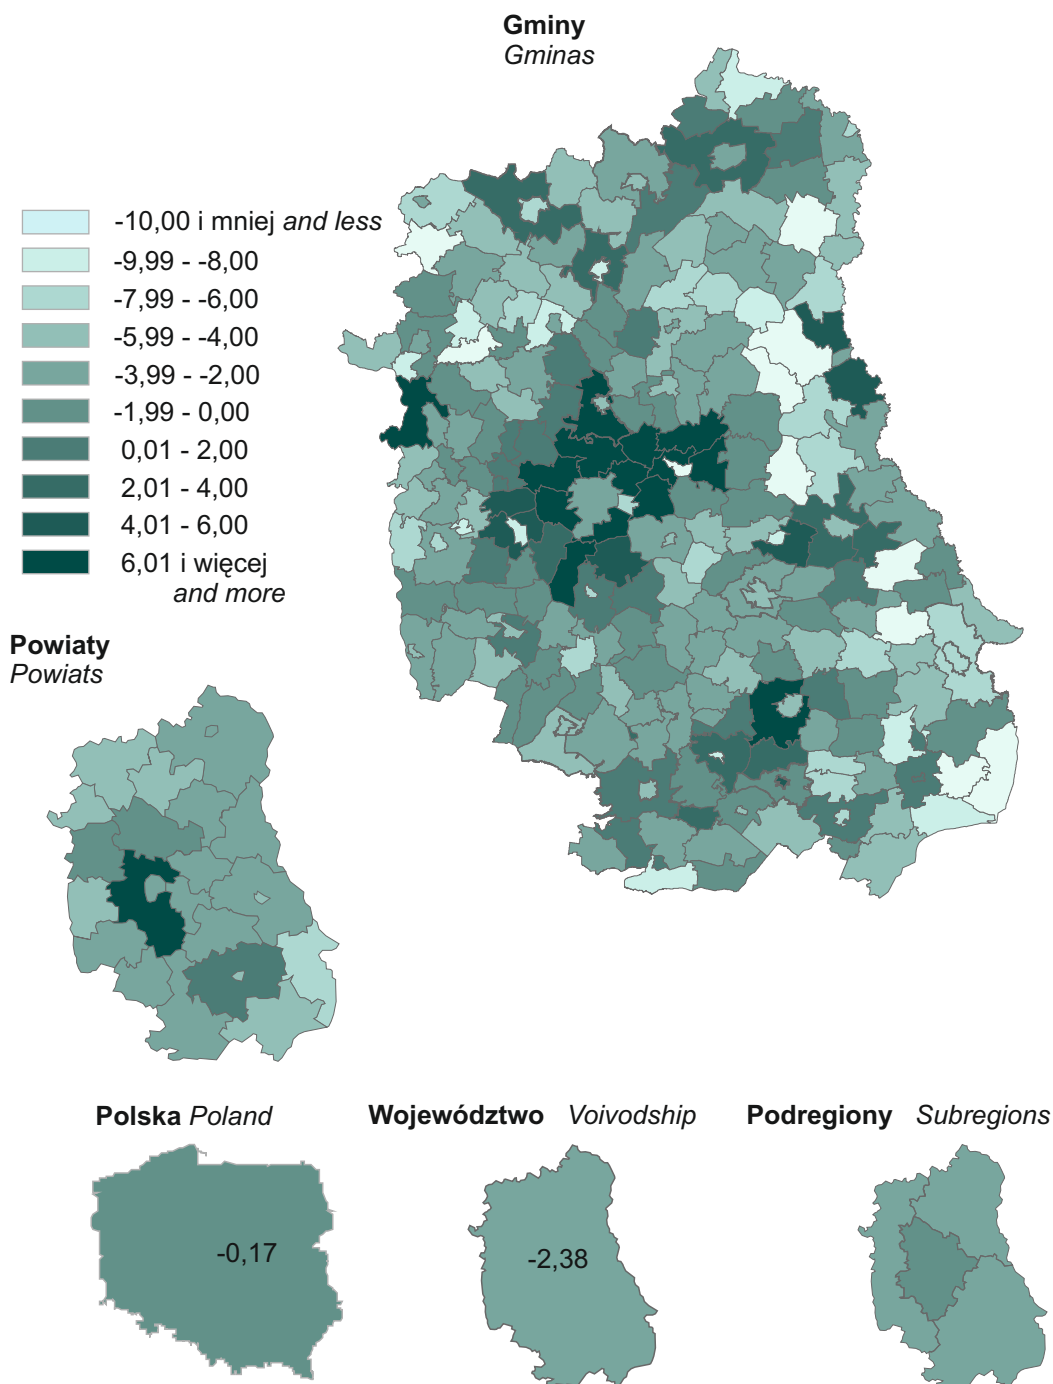 Gminy
Gminas
-10,00 i mniej and less
-9,99 - -8,00
-7,99 - -6,00
-5,99 - -4,00
-3,99 - -2,00
-1,99 - 0,00
0,01 - 2,00
2,01 - 4,00
4,01 - 6,00
6,01 i więcej
and more
Powiaty
Powiats
Polska Poland
-0,17
Województwo Voivodship
-2,38
Podregiony Subregions